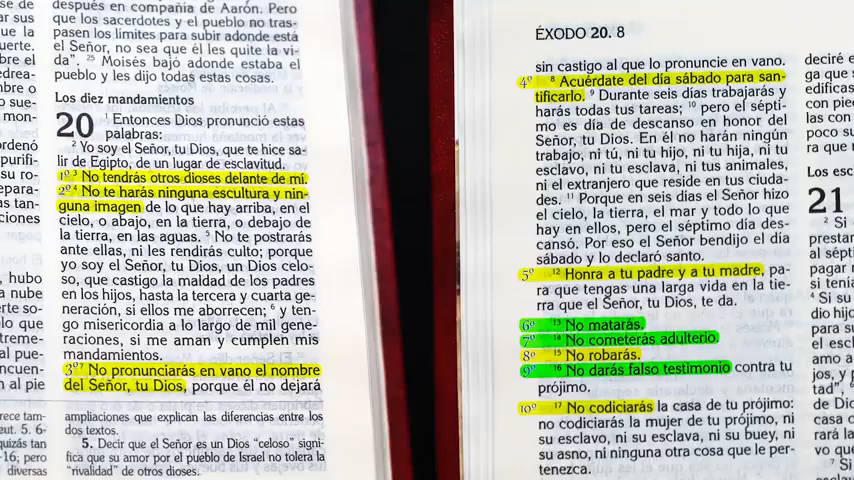 después en compañía de Aarón. Pero
que los sacerdotes y el pueblo no tras-
pasen los límites para subir adonde está
el Señor, no sea que él les quite la vi-
da". 25 Moisés bajó adonde estaba el
pueblo y les dijo todas estas cosas.
Los diez mandamientos
20 1 Entonces Dios pronunció estas
palabras:
2 Yo soy el Señor, tu Dios, que te hice sa-
lir de Egipto, de un lugar de esclavitud.
1º 3 No tendrás otros dioses delante de mí.
2º 4 No te harás ninguna escultura y nin-
guna imagen de lo que hay arriba, en el
cielo, o abajo, en la tierra, o debajo de
la tierra, en las aguas. 5 No te postrarás
ante ellas, ni les rendirás culto; porque
yo soy el Señor, tu Dios, un Dios celo-
so, que castigo la maldad de los padres
en los hijos, hasta la tercera y cuarta ge-
neración, si ellos me aborrecen; 6 y ten-
go misericordia a lo largo de mil gene-
raciones, si me aman y cumplen mis
mandamientos.
3º 7 No pronunciarás en vano el nombre
del Señor, tu Dios, porque él no dejará
ampliaciones que explican las diferencias entre los
dos textos.
5. Decir que el Señor es un Dios "celoso" signi-
fica que su amor por el pueblo de Israel no tolera la
"rivalidad" de otros dioses.
ÉXODO 20. 8
sin castigo al que lo pronuncie en vano.
4º 8 Acuérdate del día sábado para san-
tificarlo. 9 Durante seis días trabajarás y
harás todas tus tareas; 10 pero el sépti-
mo es día de descanso en honor del
Señor, tu Dios. En él no harán ningún
trabajo, ni tú, ni tu hijo, ni tu hija, ni tu
esclavo, ni tu esclava, ni tus animales,
ni el extranjero que reside en tus ciuda-
des. 11 Porque en seis días el Señor hizo
el cielo, la tierra, el mar y todo lo que
hay en ellos, pero el séptimo día des-
cansó. Por eso el Señor bendijo el día
sábado y lo declaró santo.
5º 12 Honra a tu padre y a tu madre, pa-
ra que tengas una larga vida en la tie-
rra que el Señor, tu Dios, te da.
6º 13 No matarás.
7º 14 No cometerás adulterio.
8º 15 No robarás.
9º 16 No darás falso testimonio contra tu
prójimo.
10º 17 No codiciarás la casa de tu prójimo:
no codiciarás la mujer de tu prójimo, ni
su esclavo, ni su esclava, ni su buey, ni
su asno, ni ninguna otra cosa que le per-
tenezca.
Los esc
21